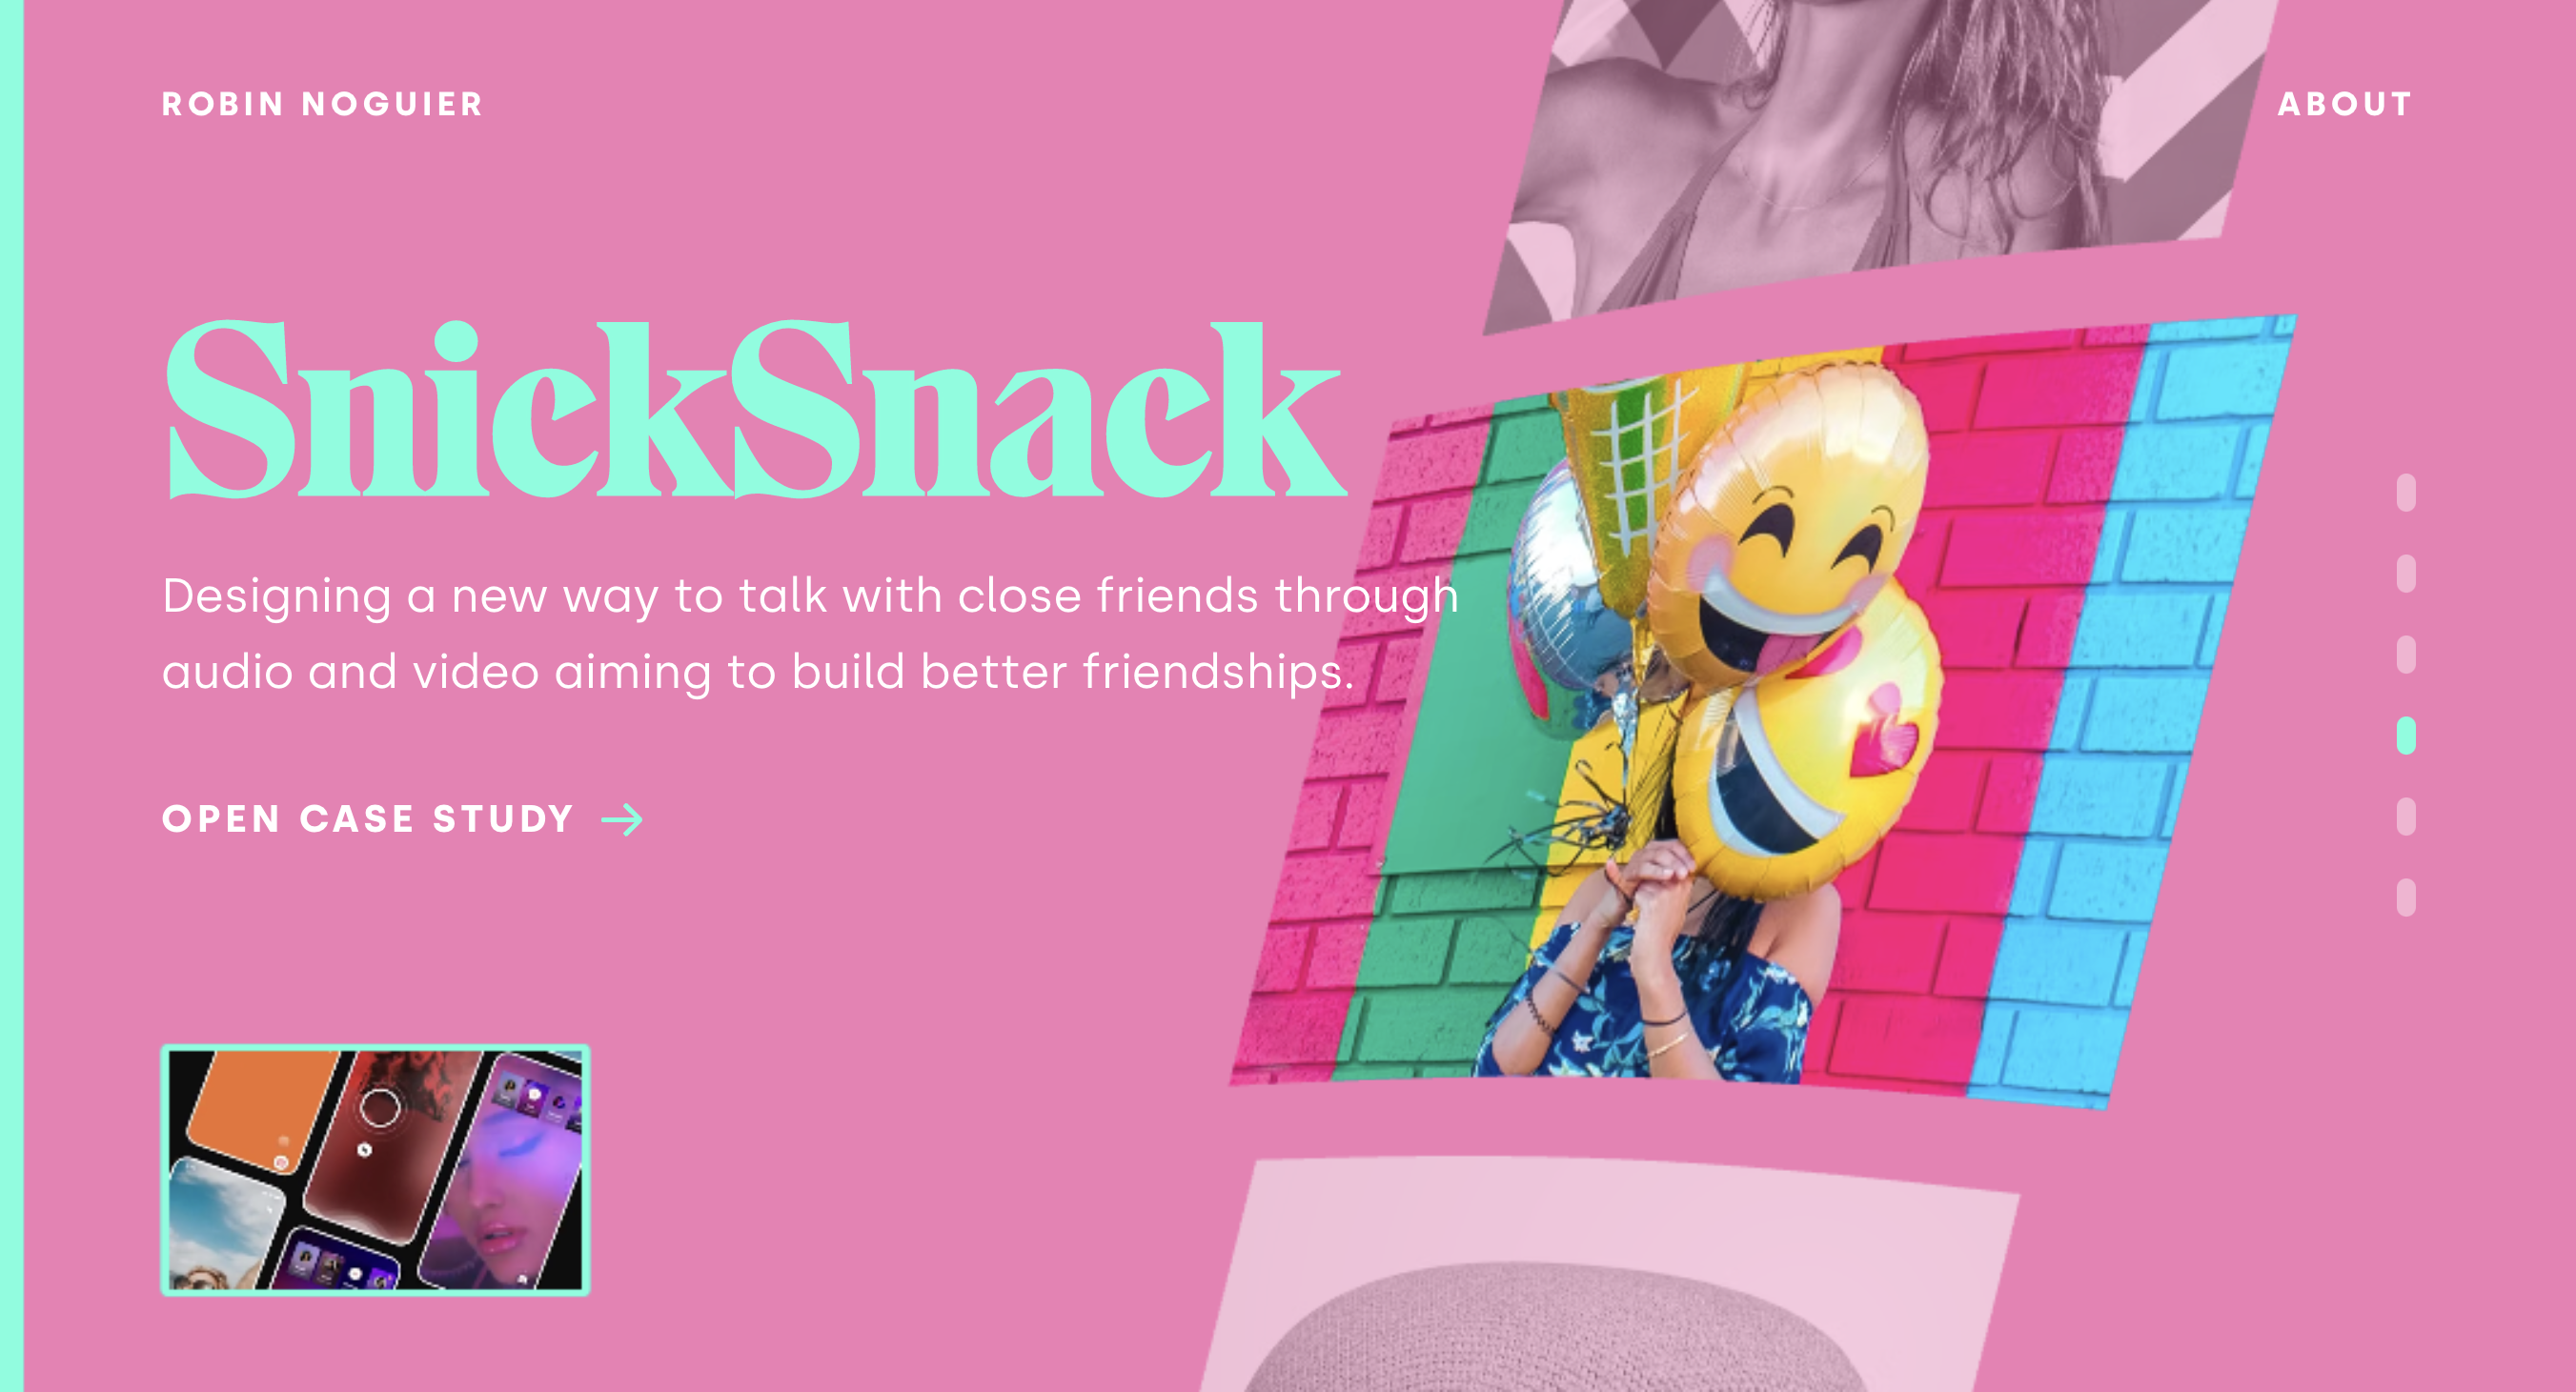 ROBIN NOGUIER
ABOUT
SnickSnack
Designing a new way to talk with close friends through
audio and video aiming to build better friendships.
OPEN CASE STUDY →